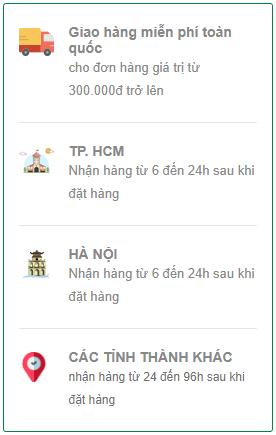 Giao hàng miễn phí toàn
quốc
cho đơn hàng giá trị từ
300.000đ trở lên
TP. HCM
Nhận hàng từ 6 đến 24h sau khi
đặt hàng
HÀ NỘI
Nhận hàng từ 6 đến 24h sau khi
đặt hàng
CÁC TỈNH THÀNH KHÁC
nhận hàng từ 24 đến 96h sau khi
đặt hàng